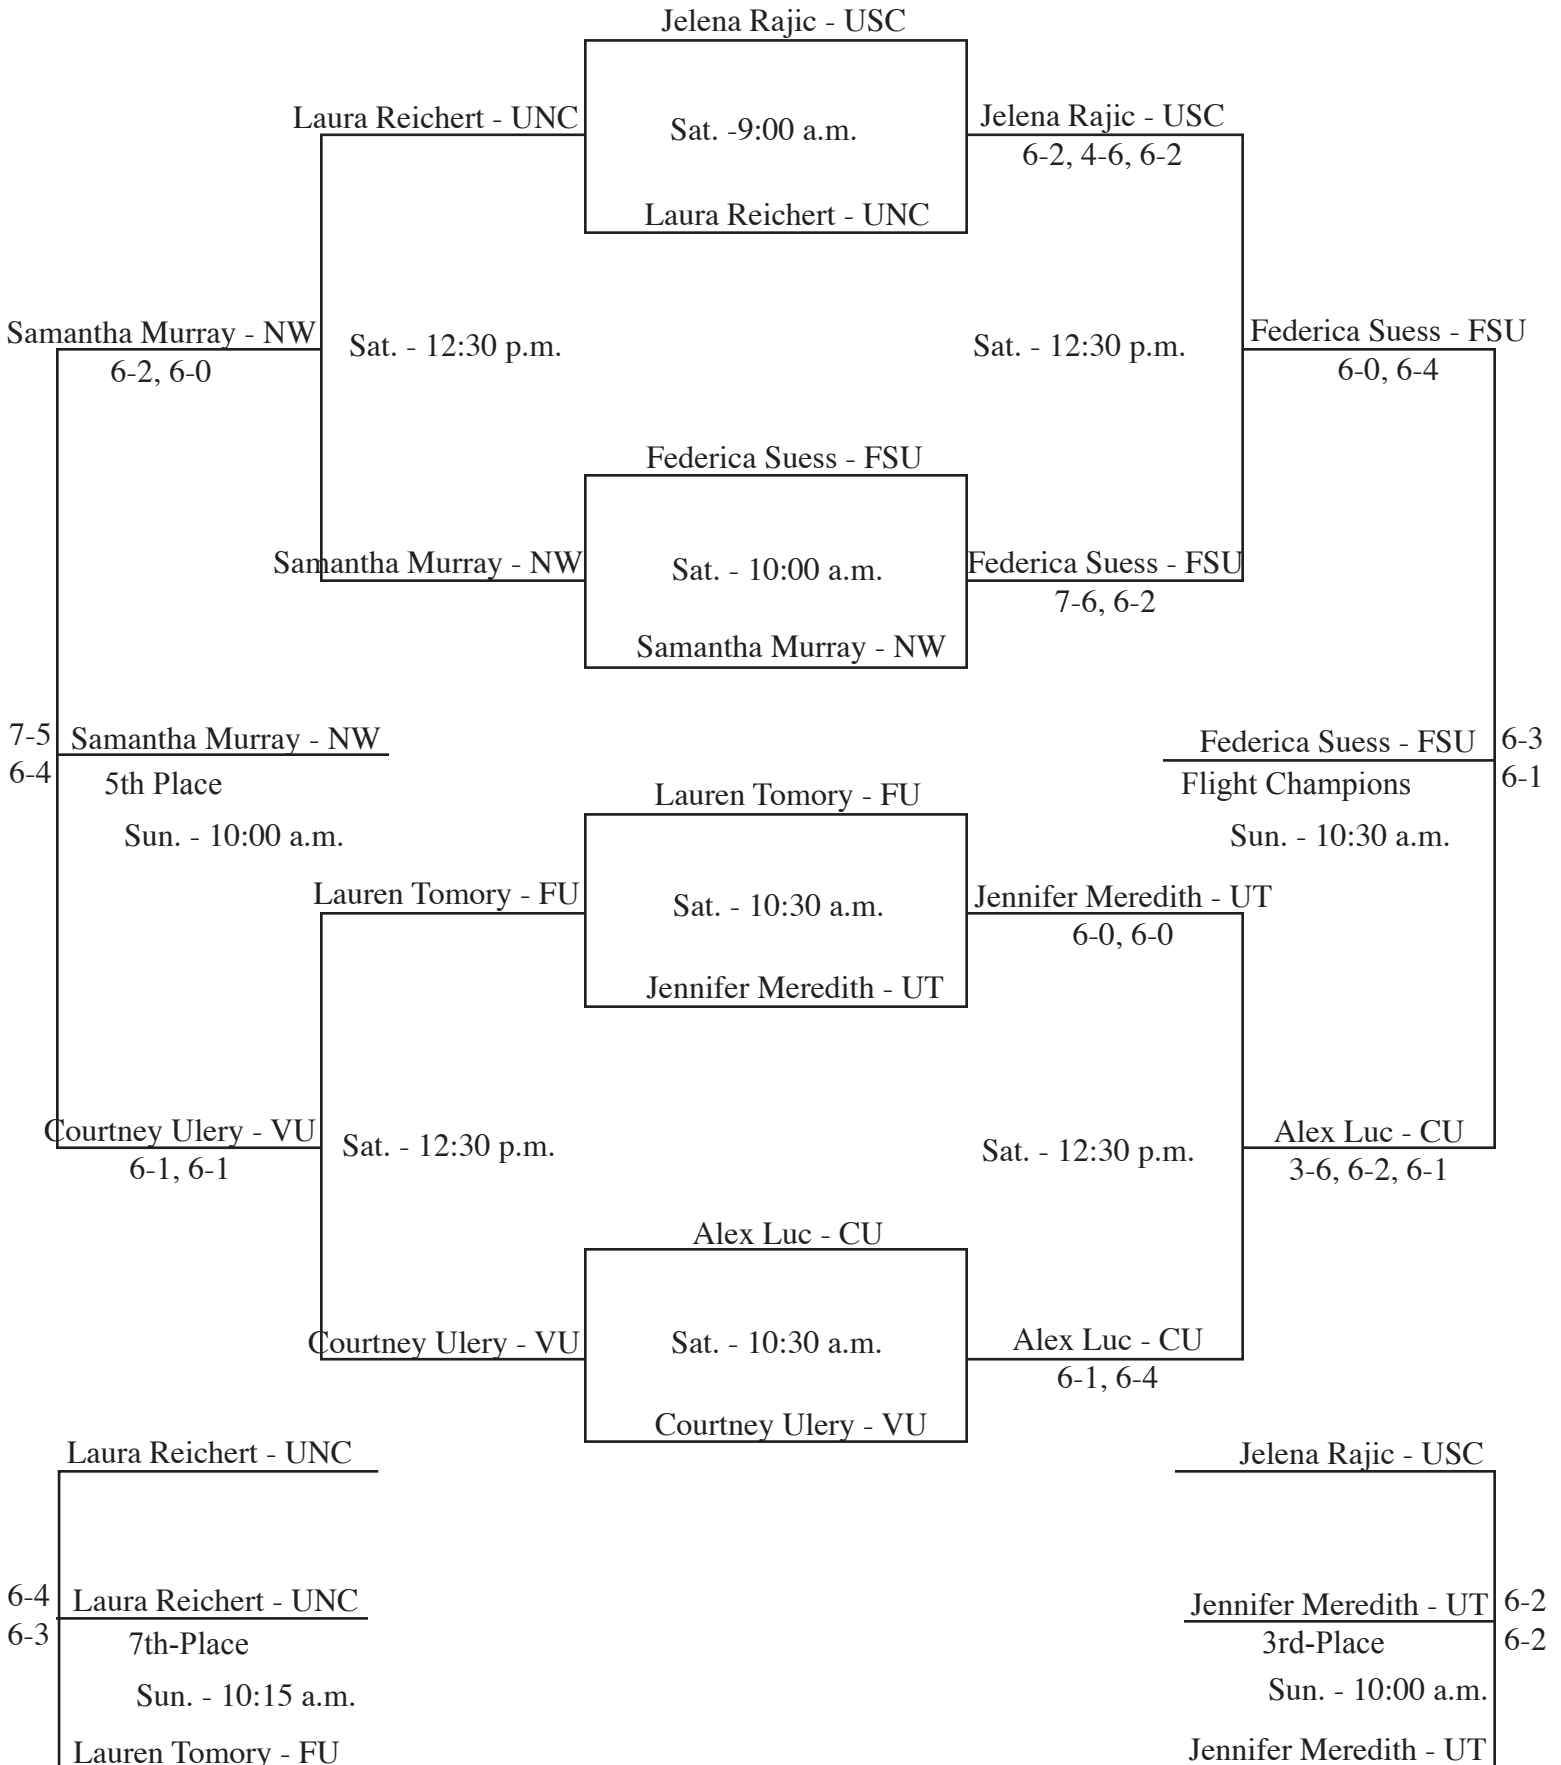 Jelena Rajic - USC
Laura Reichert - UNC
Sat. -9:00 a.m.
Jelena Rajic - USC
6-2, 4-6, 6-2
Laura Reichert - UNC
Samantha Murray - NW
6-2, 6-0
Sat. - 12:30 p.m.
Sat. - 12:30 p.m.
Federica Suess - FSU
6-0, 6-4
Federica Suess - FSU
Samantha Murray - NW
Sat. - 10:00 a.m.
Federica Suess - FSU
7-6, 6-2
Samantha Murray - NW
7-5
6-4
Samantha Murray - NW
5th Place
Sun. - 10:00 a.m.
Federica Suess - FSU
6-3
6-1
Flight Champions
Sun. - 10:30 a.m.
Lauren Tomory - FU
Lauren Tomory - FU
Sat. - 10:30 a.m.
Jennifer Meredith - UT
6-0, 6-0
Jennifer Meredith - UT
Courtney Ulery - VU
6-1, 6-1
Sat. - 12:30 p.m.
Sat. - 12:30 p.m.
Alex Luc - CU
3-6, 6-2, 6-1
Alex Luc - CU
Courtney Ulery - VU
Sat. - 10:30 a.m.
Alex Luc - CU
6-1, 6-4
Courtney Ulery - VU
Laura Reichert - UNC
6-4
6-3
Laura Reichert - UNC
7th-Place
Sun. - 10:15 a.m.
Lauren Tomory - FU
Jelena Rajic - USC
Jennifer Meredith - UT
6-2
6-2
3rd-Place
Sun. - 10:00 a.m.
Jennifer Meredith - UT